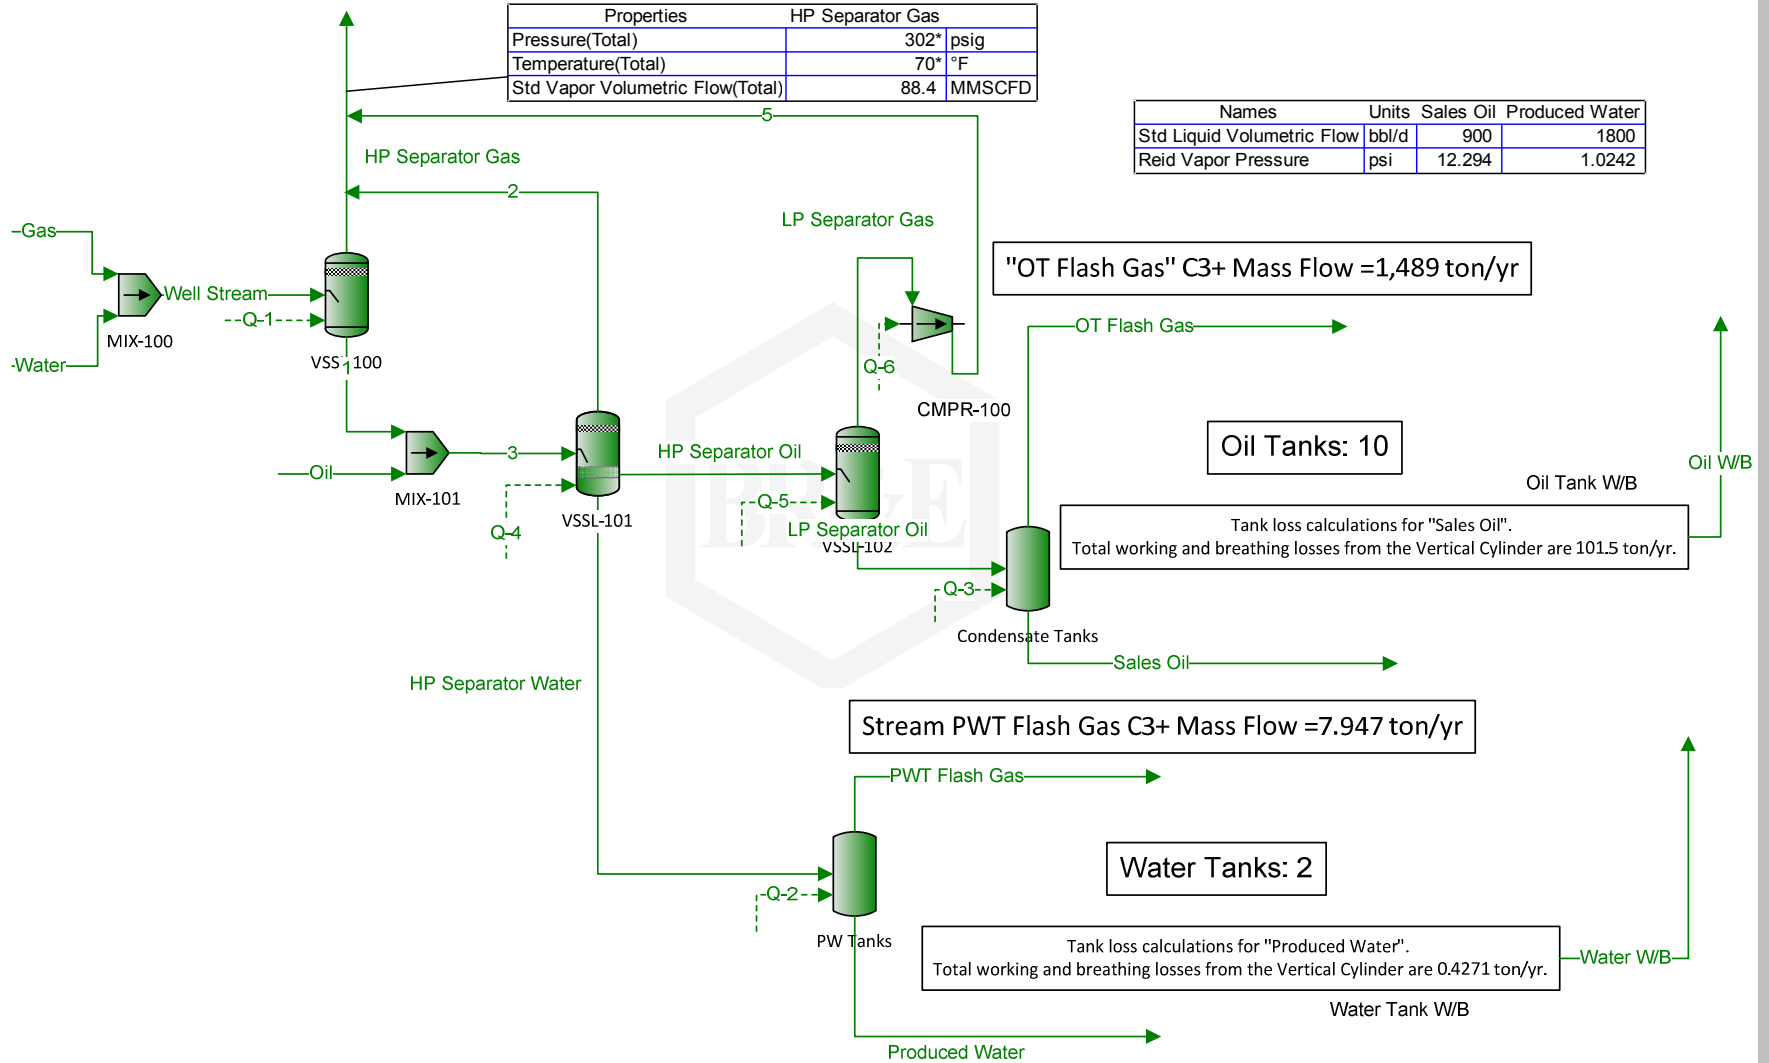 Properties HP Separator Gas
Pressure(Total) 302* psig
Temperature(Total) 70* °F
Std Vapor Volumetric Flow(Total) 88.4 MMSCFD
Names Units Sales Oil Produced Water
Std Liquid Volumetric Flow bbl/d 900 1800
Reid Vapor Pressure psi 12.294 1.0242
5
HP Separator Gas
2
LP Separator Gas
Gas
"OT Flash Gas" C3+ Mass Flow =1,489 ton/yr
Well Stream
Q-1
MIX-100
OT Flash Gas
Water
VSS 100
1
Q-6
CMPR-100
Oil Tanks: 10
3
HP Separator Oil
Oil
Oil W/B
MIX-101
Oil Tank W/B
Q-5
VSSL-101
Q-4
LP Separator Oil
VSSL-102
Tank loss calculations for "Sales Oil".
Total working and breathing losses from the Vertical Cylinder are 101.5 ton/yr.
Q-3
Condensate Tanks
Sales Oil
HP Separator Water
Stream PWT Flash Gas C3+ Mass Flow =7.947 ton/yr
PWT Flash Gas
Water Tanks: 2
Q-2
PW Tanks
Tank loss calculations for "Produced Water".
Total working and breathing losses from the Vertical Cylinder are 0.4271 ton/yr.
Water W/B
Water Tank W/B
Produced Water